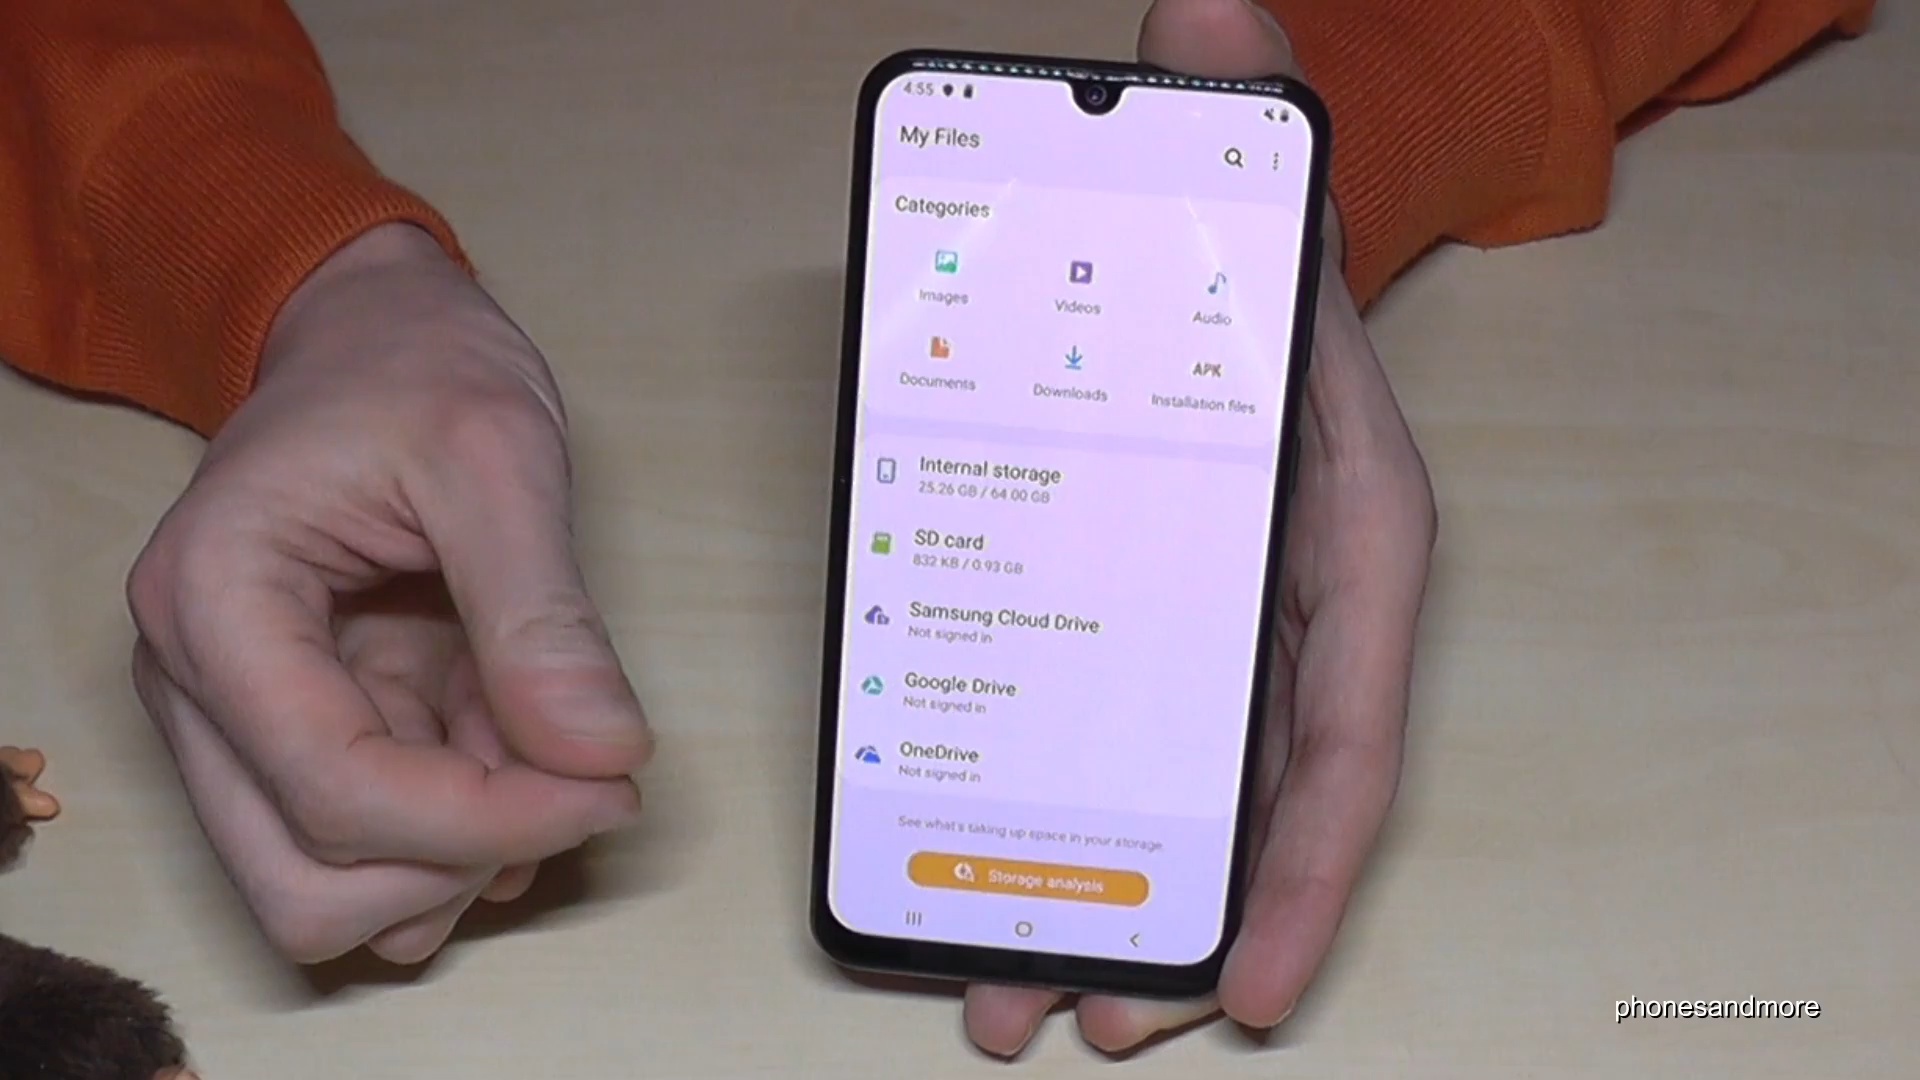 4:55
My Files
Categories
Images
Videos
Audio
Documents
Downloads
APK
Installation files
Internal storage
25.26 GB / 64.00 GB
SD card
832 KB / 0.93 GB
Samsung Cloud Drive
Not signed in
Google Drive
Not signed in
OneDrive
Not signed in
See what's taking up space in your storage.
Storage analysis
phonesandmore